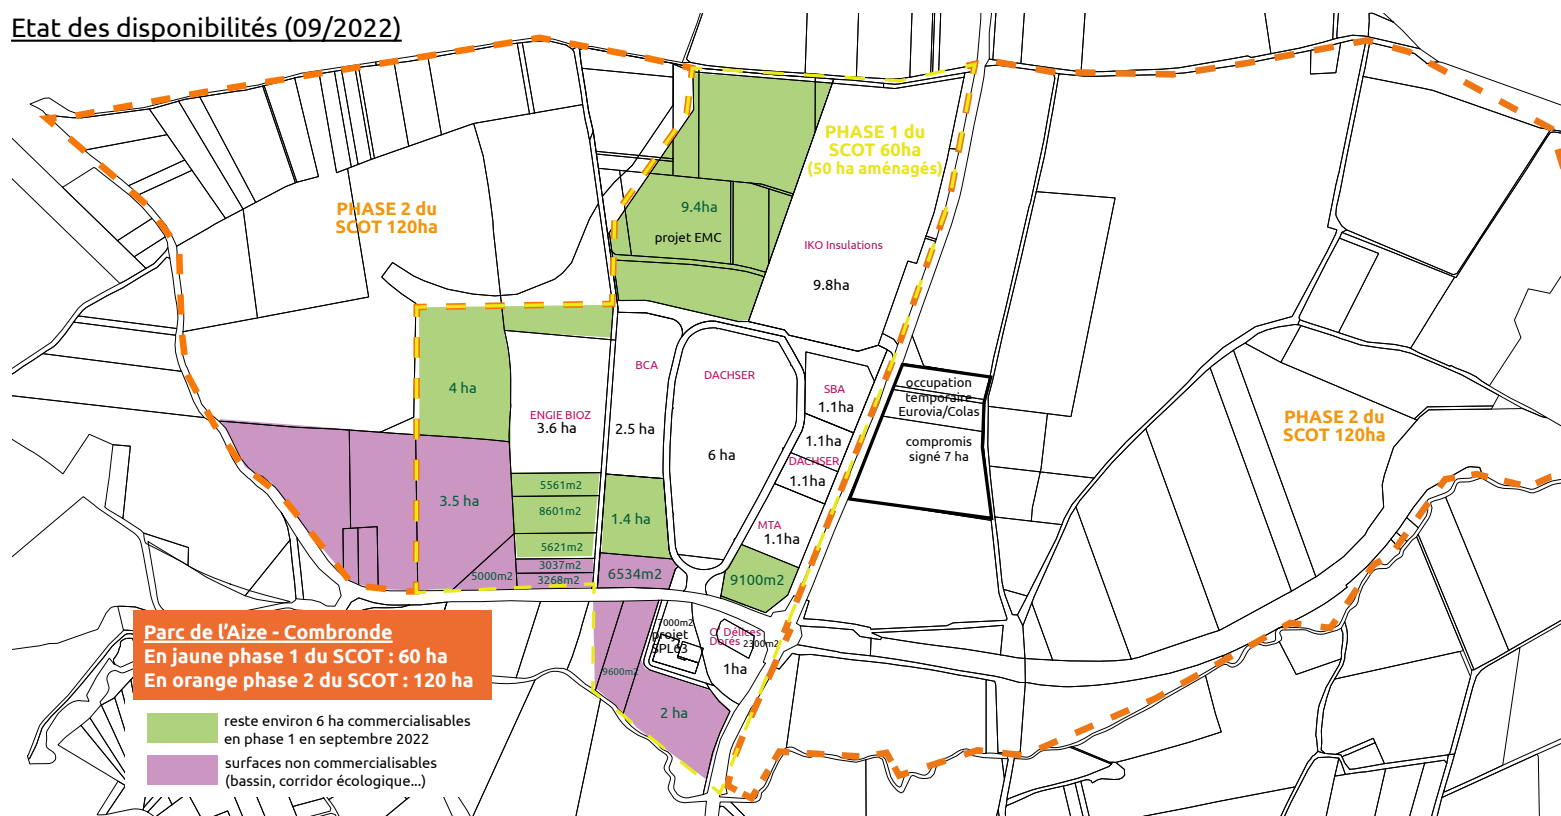 Etat des disponibilités (09/2022)
PHASE 1 du
SCOT 60ha
(50 ha aménagés)
PHASE 2 du
SCOT 120ha
9.4ha
projet EMC
IKO Insulations
9.8ha
4 ha
ENGIE BIOZ
3.6 ha
BCA
2.5 ha
DACHSER
6 ha
SBA
1.1ha
1.1ha
DACHSER
1.1ha
MTA
1.1ha
occupation
temporaire
Eurovia/Colas
compromis
signé 7 ha
PHASE 2 du
SCOT 120ha
3.5 ha
5561m2
8601m2
5621m2
3037m2
3268m2
5000m2
1.4 ha
6534m2
9100m2
7000m2
projet
SPL63
9600m2
O' Délices
Dorés
2300m2
1ha
2 ha
Parc de l'Aize - Combronde
En jaune phase 1 du SCOT : 60 ha
En orange phase 2 du SCOT : 120 ha
reste environ 6 ha commercialisables
en phase 1 en septembre 2022
surfaces non commercialisables
(bassin, corridor écologique...)